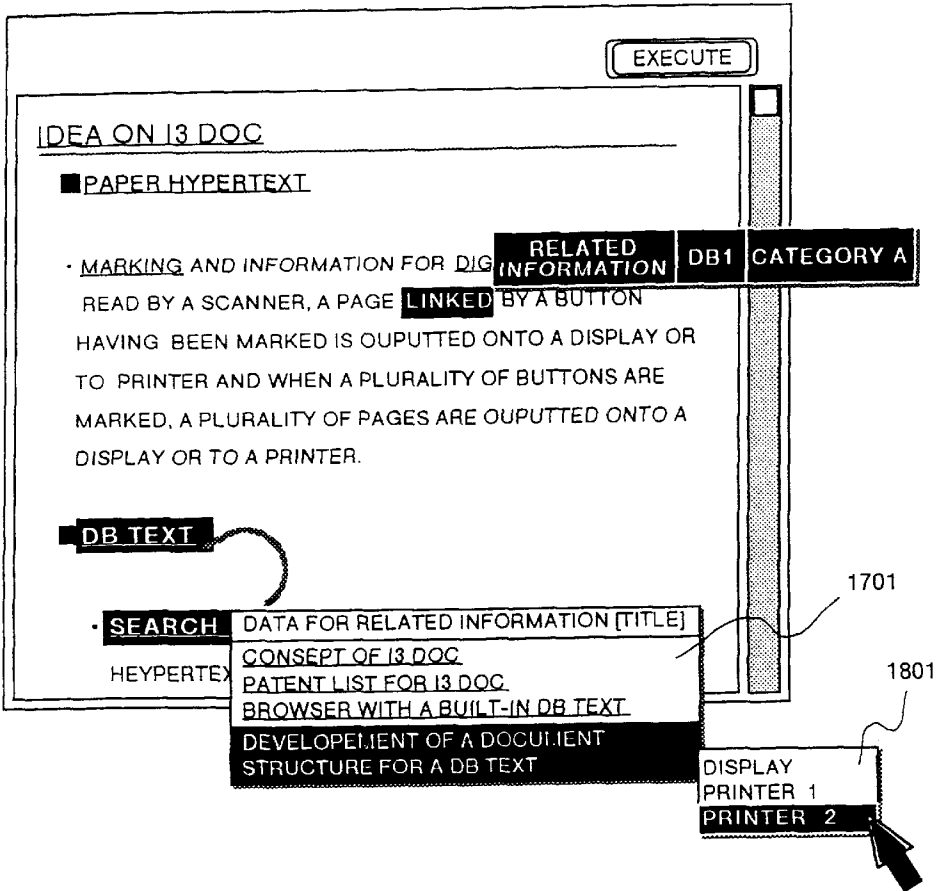 EXECUTE
IDEA ON I3 DOC
PAPER HYPERTEXT
RELATED INFORMATION DB1 CATEGORY A
· MARKING AND INFORMATION FOR DIG
READ BY A SCANNER, A PAGE LINKED BY A BUTTON
HAVING BEEN MARKED IS OUPUTTED ONTO A DISPLAY OR
TO PRINTER AND WHEN A PLURALITY OF BUTTONS ARE
MARKED, A PLURALITY OF PAGES ARE OUPUTTED ONTO A
DISPLAY OR TO A PRINTER.
DB TEXT
1701
· SEARCH
DATA FOR RELATED INFORMATION [TITLE]
HEYPERTEX
CONSEPT OF I3 DOC
PATENT LIST FOR I3 DOC
BROWSER WITH A BUILT-IN DB TEXT
DEVELOPEMENT OF A DOCUMENT
STRUCTURE FOR A DB TEXT
1801
DISPLAY
PRINTER 1
PRINTER 2